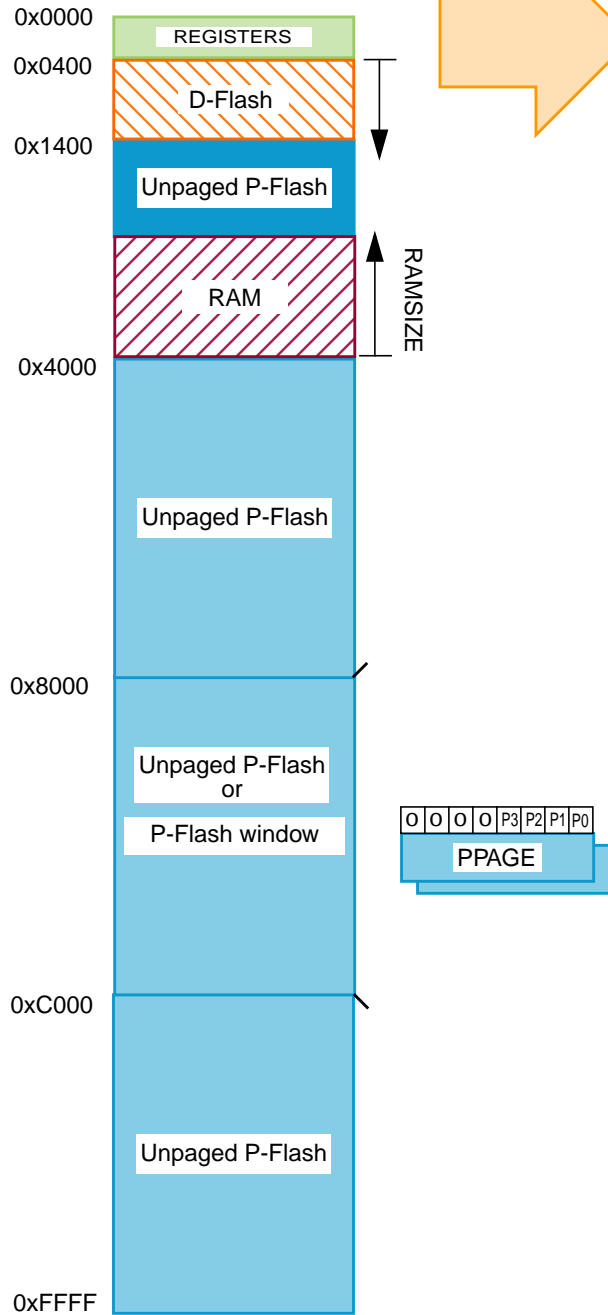 0x0000
REGISTERS
0x0400
D-Flash
0x1400
Unpaged P-Flash
RAM
RAMSIZE
0x4000
Unpaged P-Flash
0x8000
Unpaged P-Flash
or
P-Flash window
0 0 0 0 P3 P2 P1 P0
PPAGE
0xC000
Unpaged P-Flash
0xFFFF